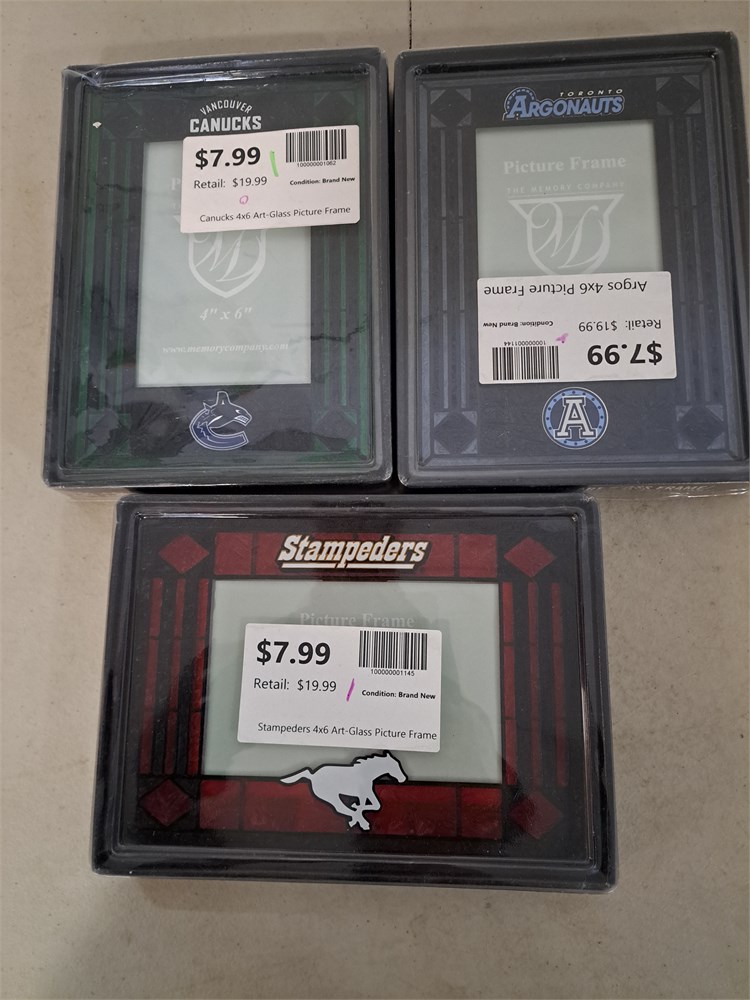 VANCOUVER
CANUCKS
$7.99
100000001062
Retail: $19.99
Condition: Brand New
Canucks 4x6 Art-Glass Picture Frame
P
4" x 6"
www.memorycompany.com
TORONTO
ARGONAUTS
Picture Frame
THE MEMORY COMPANY
M
$7.99
100000001144
Retail: $19.99
Condition: Brand New
Argos 4x6 Picture Frame
A
Stampeders
Picture Frame
$7.99
100000001145
Retail: $19.99
Condition: Brand New
Stampeders 4x6 Art-Glass Picture Frame